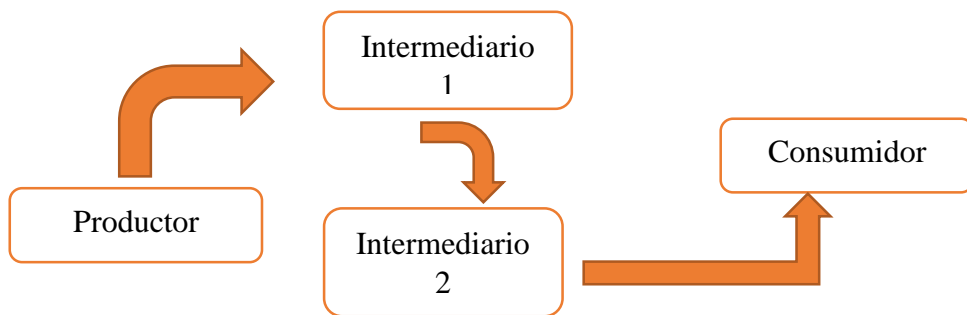 Intermediario
1
Consumidor
Productor
Intermediario
2